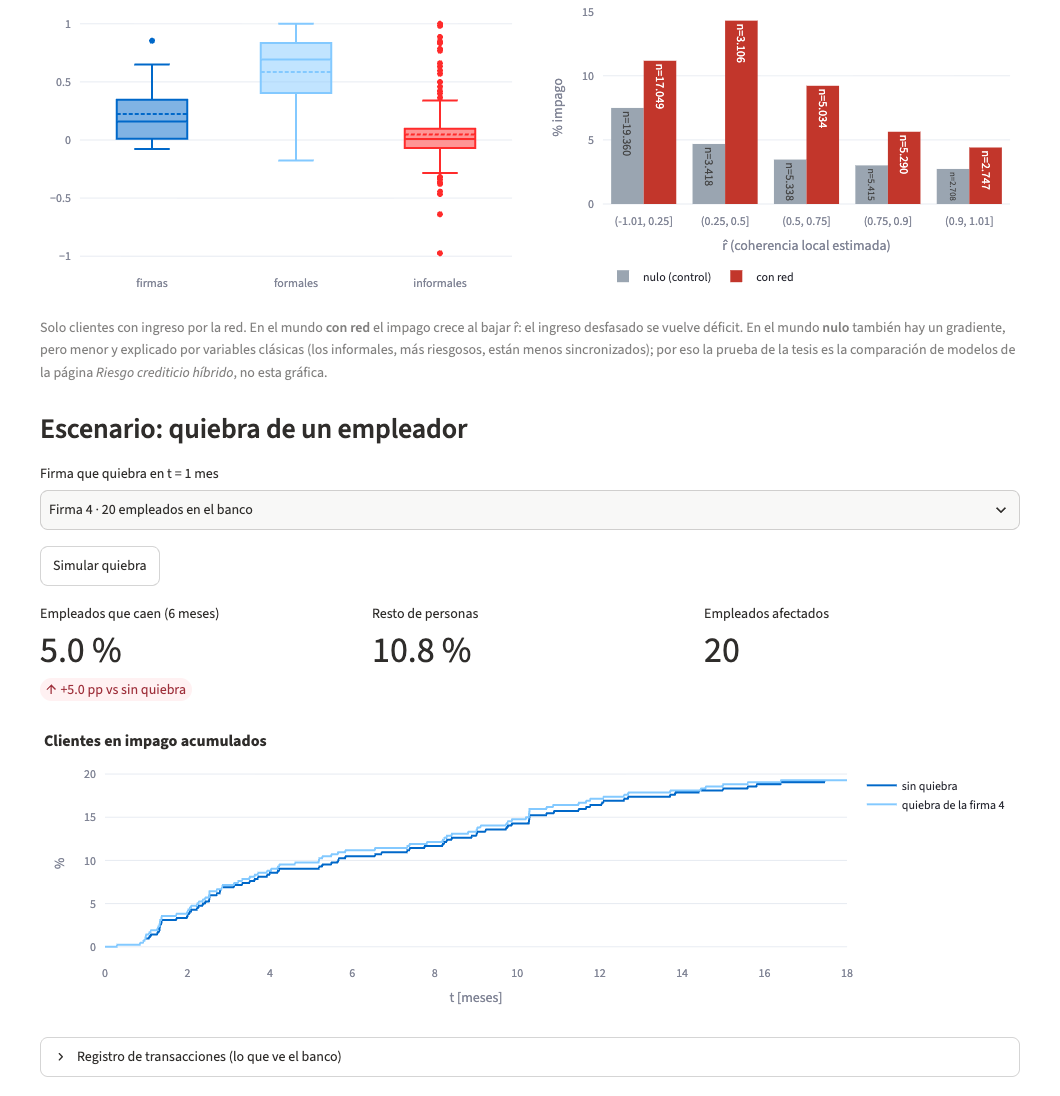 1
0.5
0
−0.5
−1
firmas
formales
informales
15
10
5
0
% impago
n=19.360
n=17.049
n=3.418
n=3.106
n=5.338
n=5.034
n=5.415
n=5.290
n=2.708
n=2.747
(-1.01, 0.25]
(0.25, 0.5]
(0.5, 0.75]
(0.75, 0.9]
(0.9, 1.01]
r̂ (coherencia local estimada)
nulo (control)
con red
Solo clientes con ingreso por la red. En el mundo con red el impago crece al bajar r̂: el ingreso desfasado se vuelve déficit. En el mundo nulo también hay un gradiente,
pero menor y explicado por variables clásicas (los informales, más riesgosos, están menos sincronizados); por eso la prueba de la tesis es la comparación de modelos de
la página Riesgo crediticio híbrido, no esta gráfica.
Escenario: quiebra de un empleador
Firma que quiebra en t = 1 mes
Firma 4 · 20 empleados en el banco
Simular quiebra
Empleados que caen (6 meses)
5.0 %
↑ +5.0 pp vs sin quiebra
Resto de personas
10.8 %
Empleados afectados
20
Clientes en impago acumulados
20
15
10
5
0
%
0
2
4
6
8
10
12
14
16
18
t [meses]
sin quiebra
quiebra de la firma 4
Registro de transacciones (lo que ve el banco)